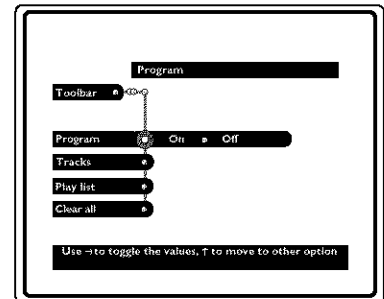 Program
Toolbar
Program On Off
Tracks
Play list
Clear all
Use → to toggle the values, ↑ to move to other option